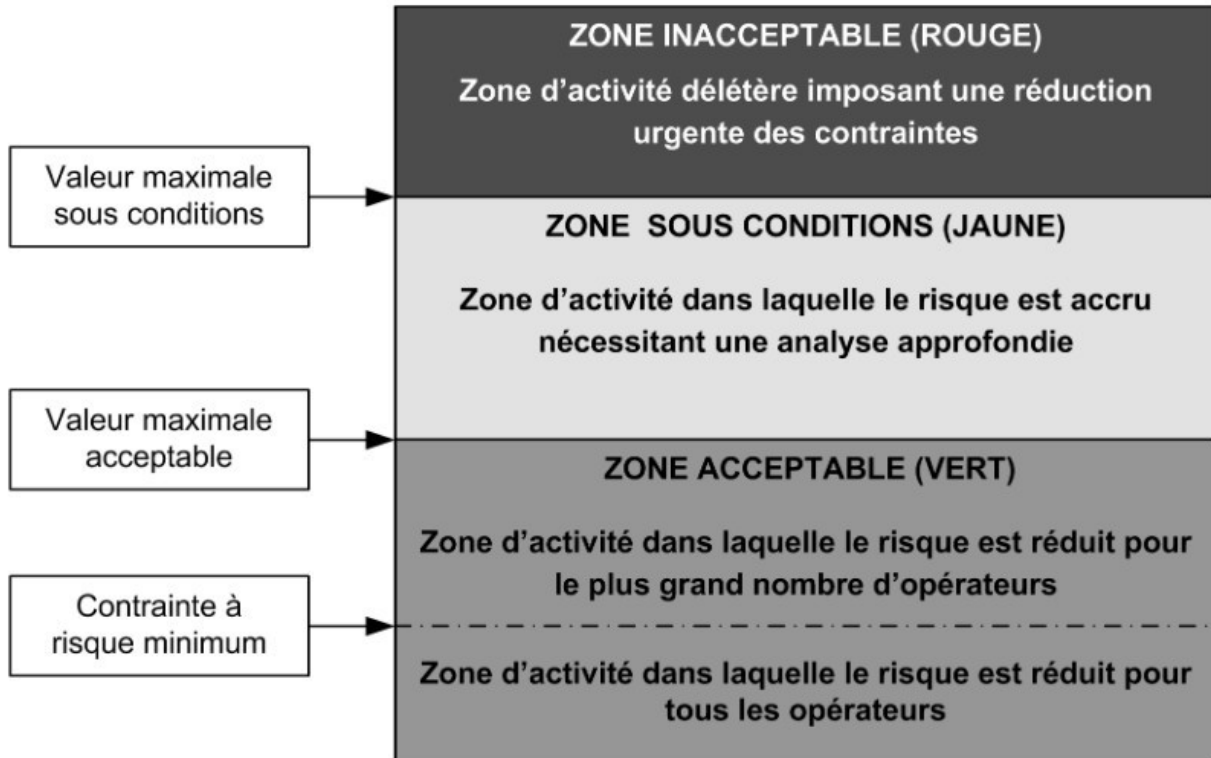 ZONE INACCEPTABLE (ROUGE)
Zone d’activité délétère imposant une réduction
urgente des contraintes
Valeur maximale
sous conditions
ZONE SOUS CONDITIONS (JAUNE)
Zone d’activité dans laquelle le risque est accru
nécessitant une analyse approfondie
Valeur maximale
acceptable
ZONE ACCEPTABLE (VERT)
Zone d’activité dans laquelle le risque est réduit pour
le plus grand nombre d’opérateurs
Contrainte à
risque minimum
Zone d’activité dans laquelle le risque est réduit pour
tous les opérateurs